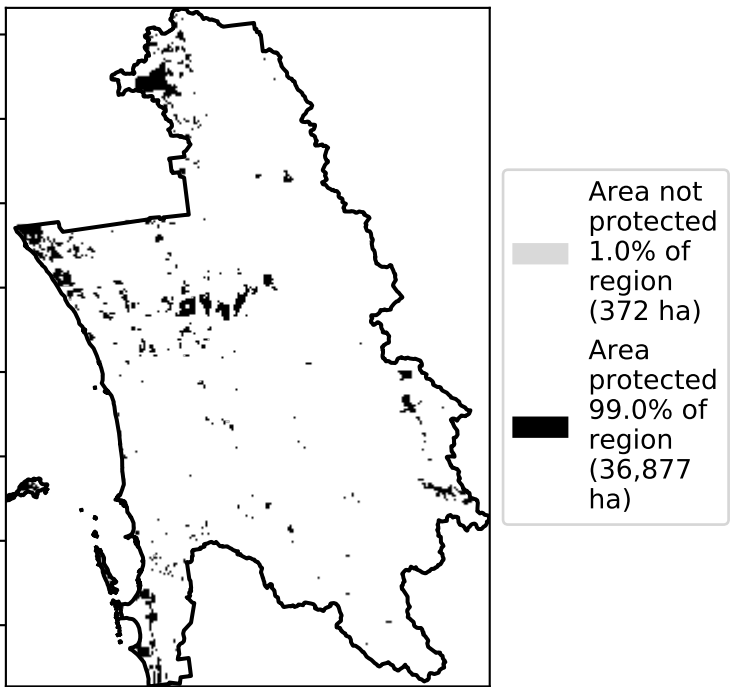 Area not
protected
1.0% of
region
(372 ha)
Area
protected
99.0% of
region
(36,877
ha)